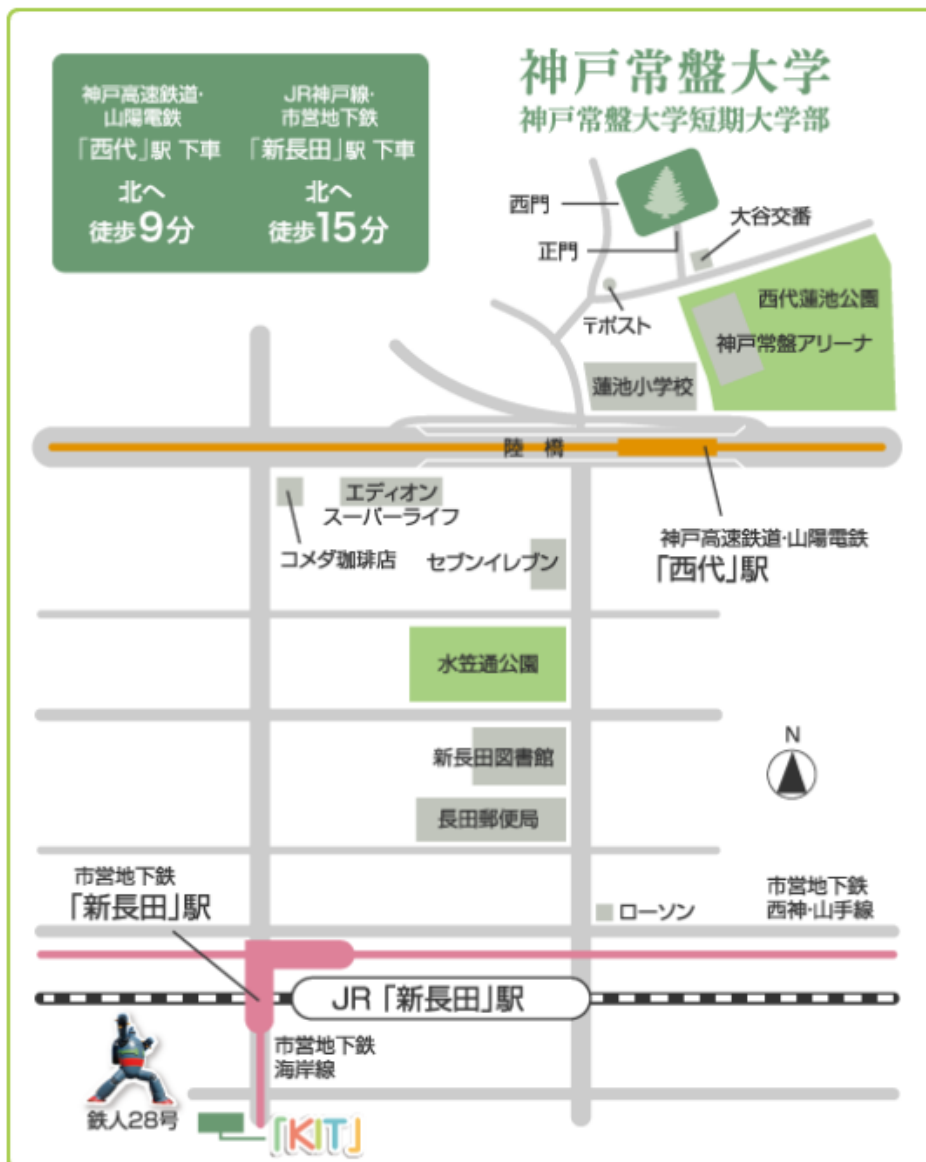 神戸常盤大学
神戸常盤大学短期大学部
神戸高速鉄道・
山陽電鉄
「西代」駅 下車
北へ
徒歩9分
JR神戸線・
市営地下鉄
「新長田」駅 下車
北へ
徒歩15分
西門
大谷交番
正門
西代蓮池公園
〒ポスト
神戸常盤アリーナ
蓮池小学校
陸橋
エディオン
スーパーライフ
神戸高速鉄道・山陽電鉄
「西代」駅
コメダ珈琲店
セブンイレブン
水笠通公園
N
新長田図書館
長田郵便局
市営地下鉄
「新長田」駅
ローソン
市営地下鉄
西神・山手線
JR「新長田」駅
市営地下鉄
海岸線
鉄人28号
「KIT」